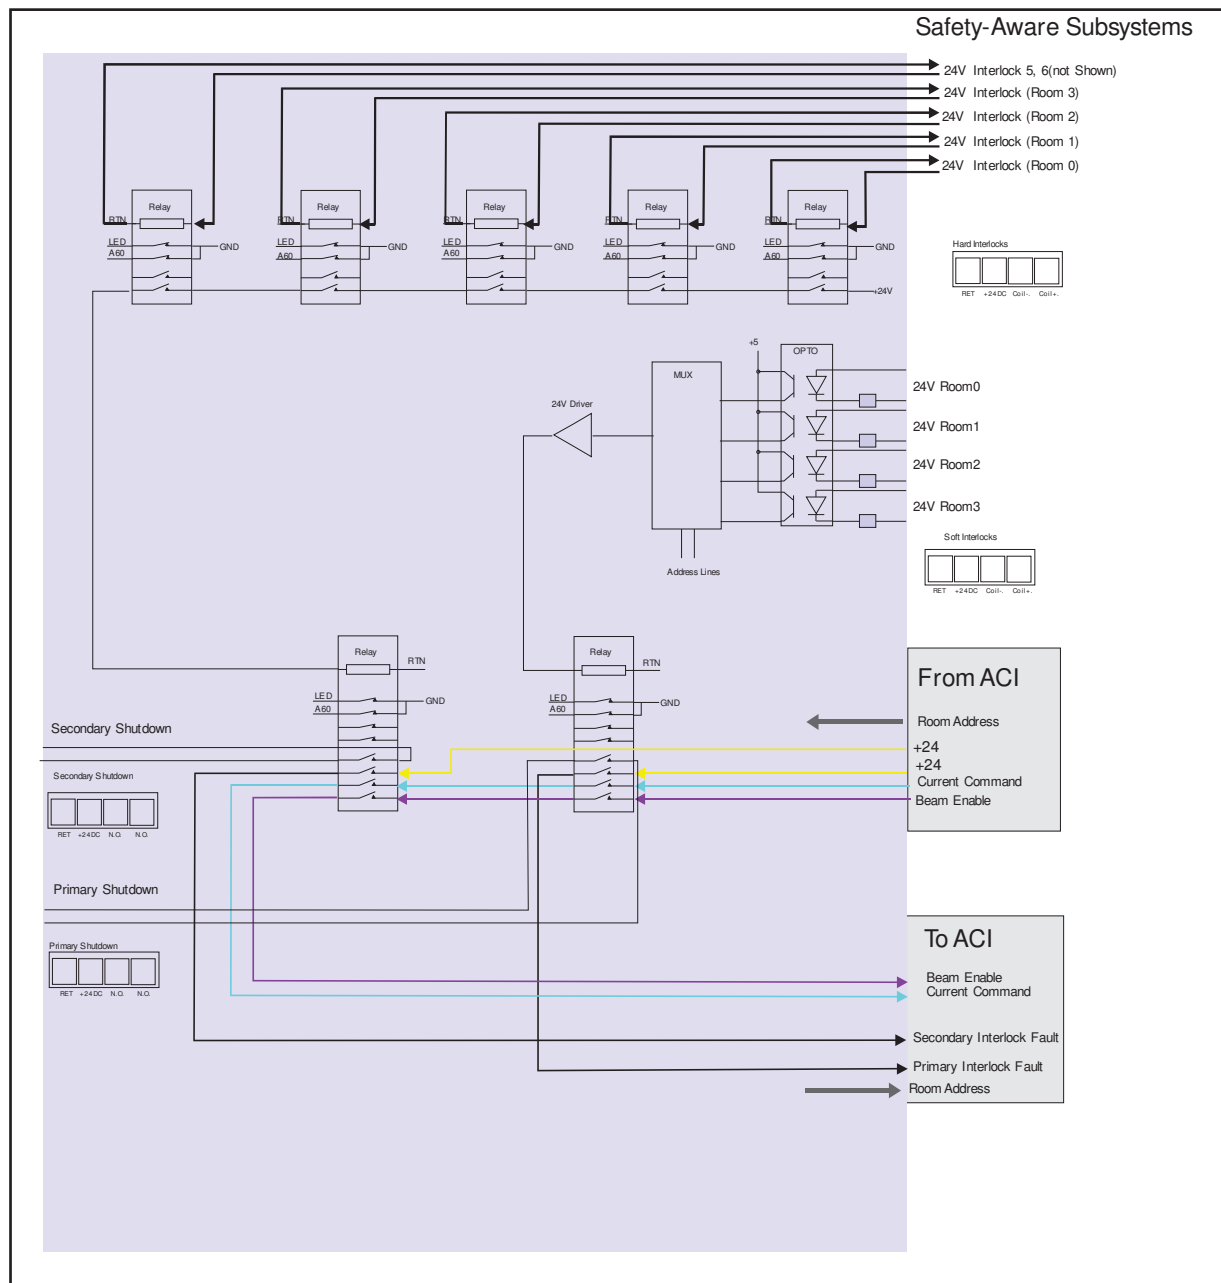 Safety-Aware Subsystems
24V Interlock 5, 6(not Shown)
24V Interlock (Room 3)
24V Interlock (Room 2)
24V Interlock (Room 1)
24V Interlock (Room 0)
Relay Relay Relay Relay Relay
RTN RTN RTN RTN RTN
LED GND LED GND LED GND LED GND LED GND
A60 A60 A60 A60 A60
+24V
Hard Interlocks
RET +24DC Coil-. Coil+.
+5
OPTO
MUX
24V Driver
24V Room0
24V Room1
24V Room2
24V Room3
Address Lines
Soft Interlocks
RET +24DC Coil-. Coil+.
Relay Relay
RTN RTN
LED GND LED GND
A60 A60
From ACI
Room Address
+24
+24
Current Command
Beam Enable
Secondary Shutdown
Secondary Shutdown
RET +24DC N.O. N.O.
Primary Shutdown
Primary Shutdown
RET +24DC N.O. N.O.
To ACI
Beam Enable
Current Command
Secondary Interlock Fault
Primary Interlock Fault
Room Address